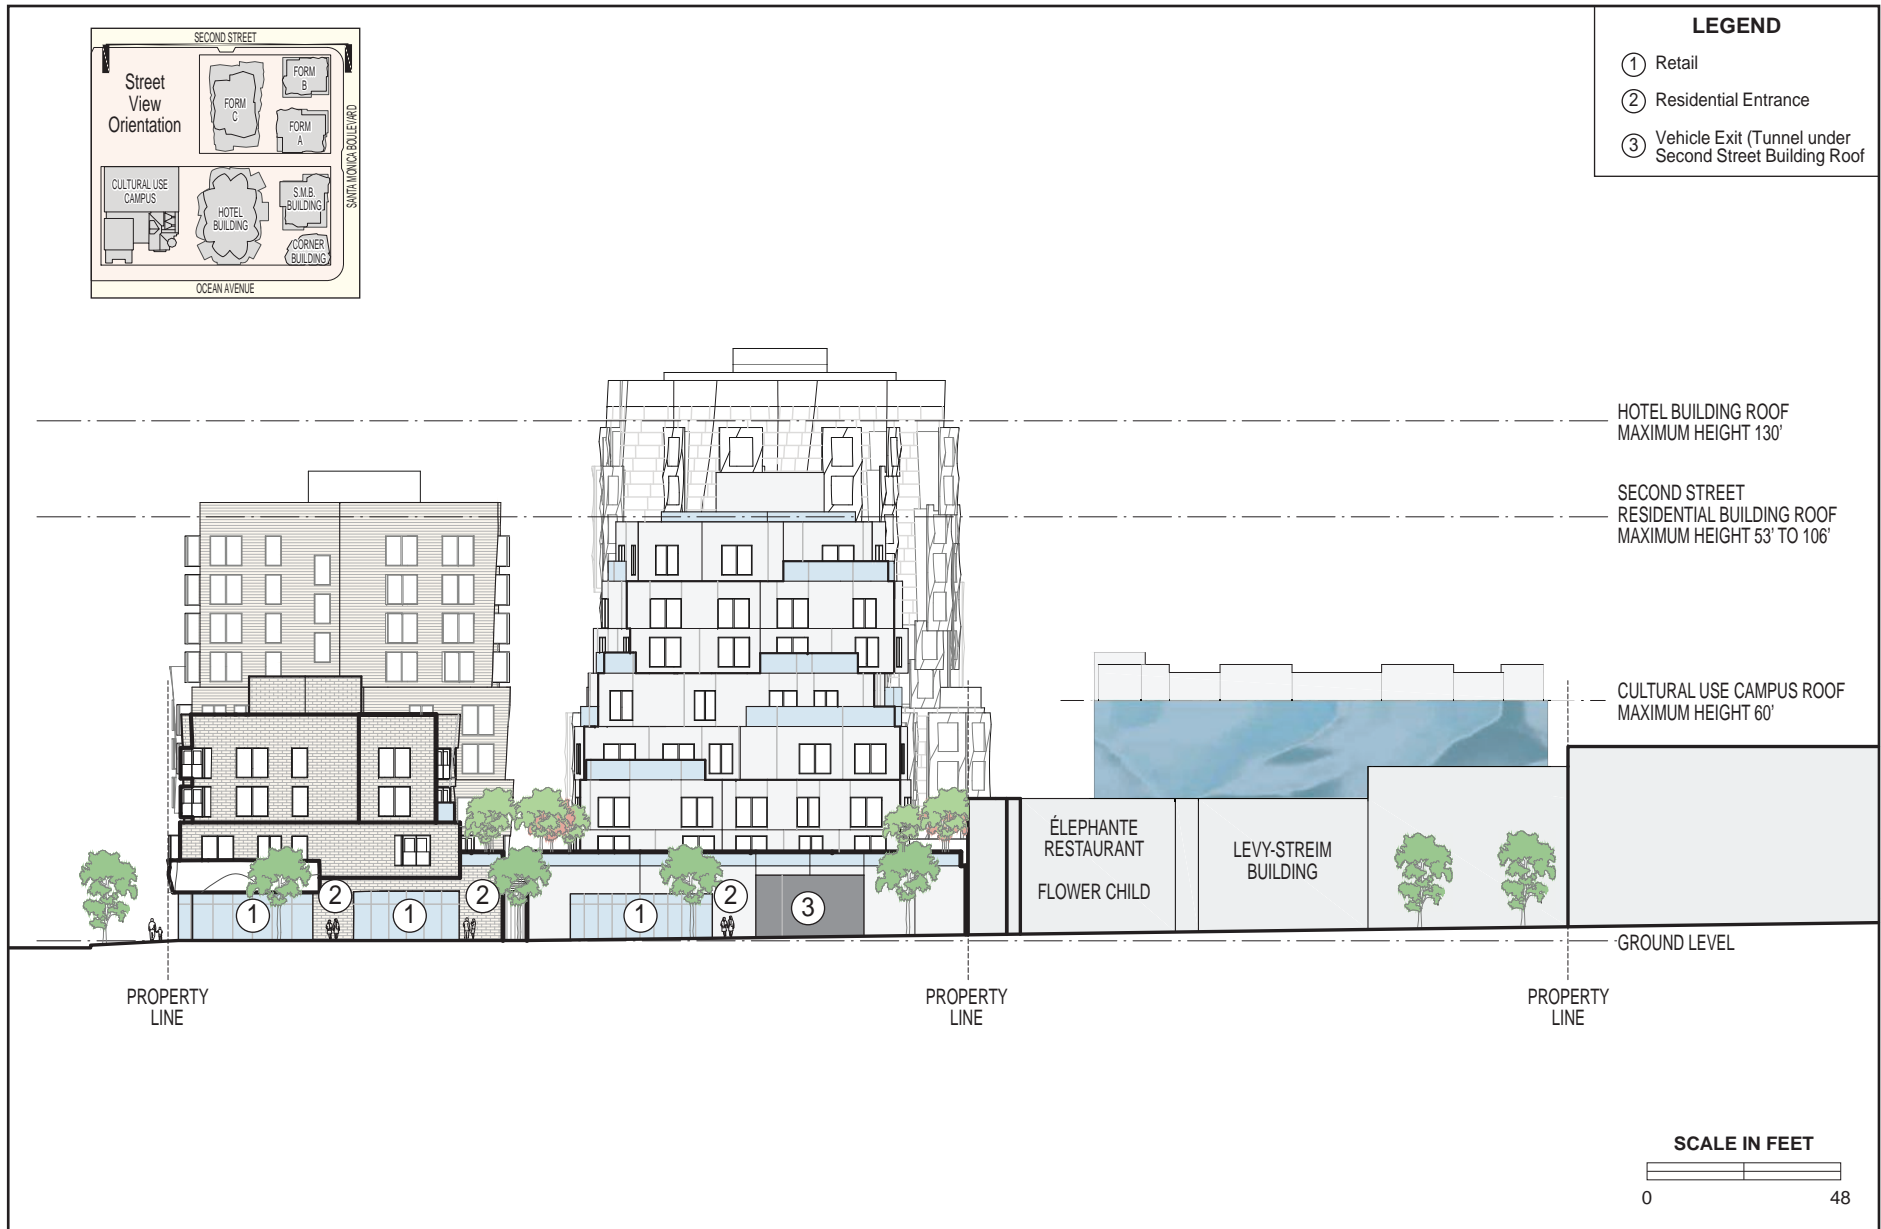 SECOND STREET
Street
View
Orientation
FORM
B
FORM
C
FORM
A
SANTA MONICA BOULEVARD
CULTURAL USE
CAMPUS
HOTEL
BUILDING
S.M.B.
BUILDING
CORNER
BUILDING
OCEAN AVENUE
LEGEND
1 Retail
2 Residential Entrance
3 Vehicle Exit (Tunnel under
Second Street Building Roof
HOTEL BUILDING ROOF
MAXIMUM HEIGHT 130'
SECOND STREET
RESIDENTIAL BUILDING ROOF
MAXIMUM HEIGHT 53' TO 106'
CULTURAL USE CAMPUS ROOF
MAXIMUM HEIGHT 60'
ÉLEPHANTE
RESTAURANT
FLOWER CHILD
LEVY-STREIM
BUILDING
1 2 1 2 1 2 3
GROUND LEVEL
PROPERTY
LINE
PROPERTY
LINE
PROPERTY
LINE
SCALE IN FEET
0 48